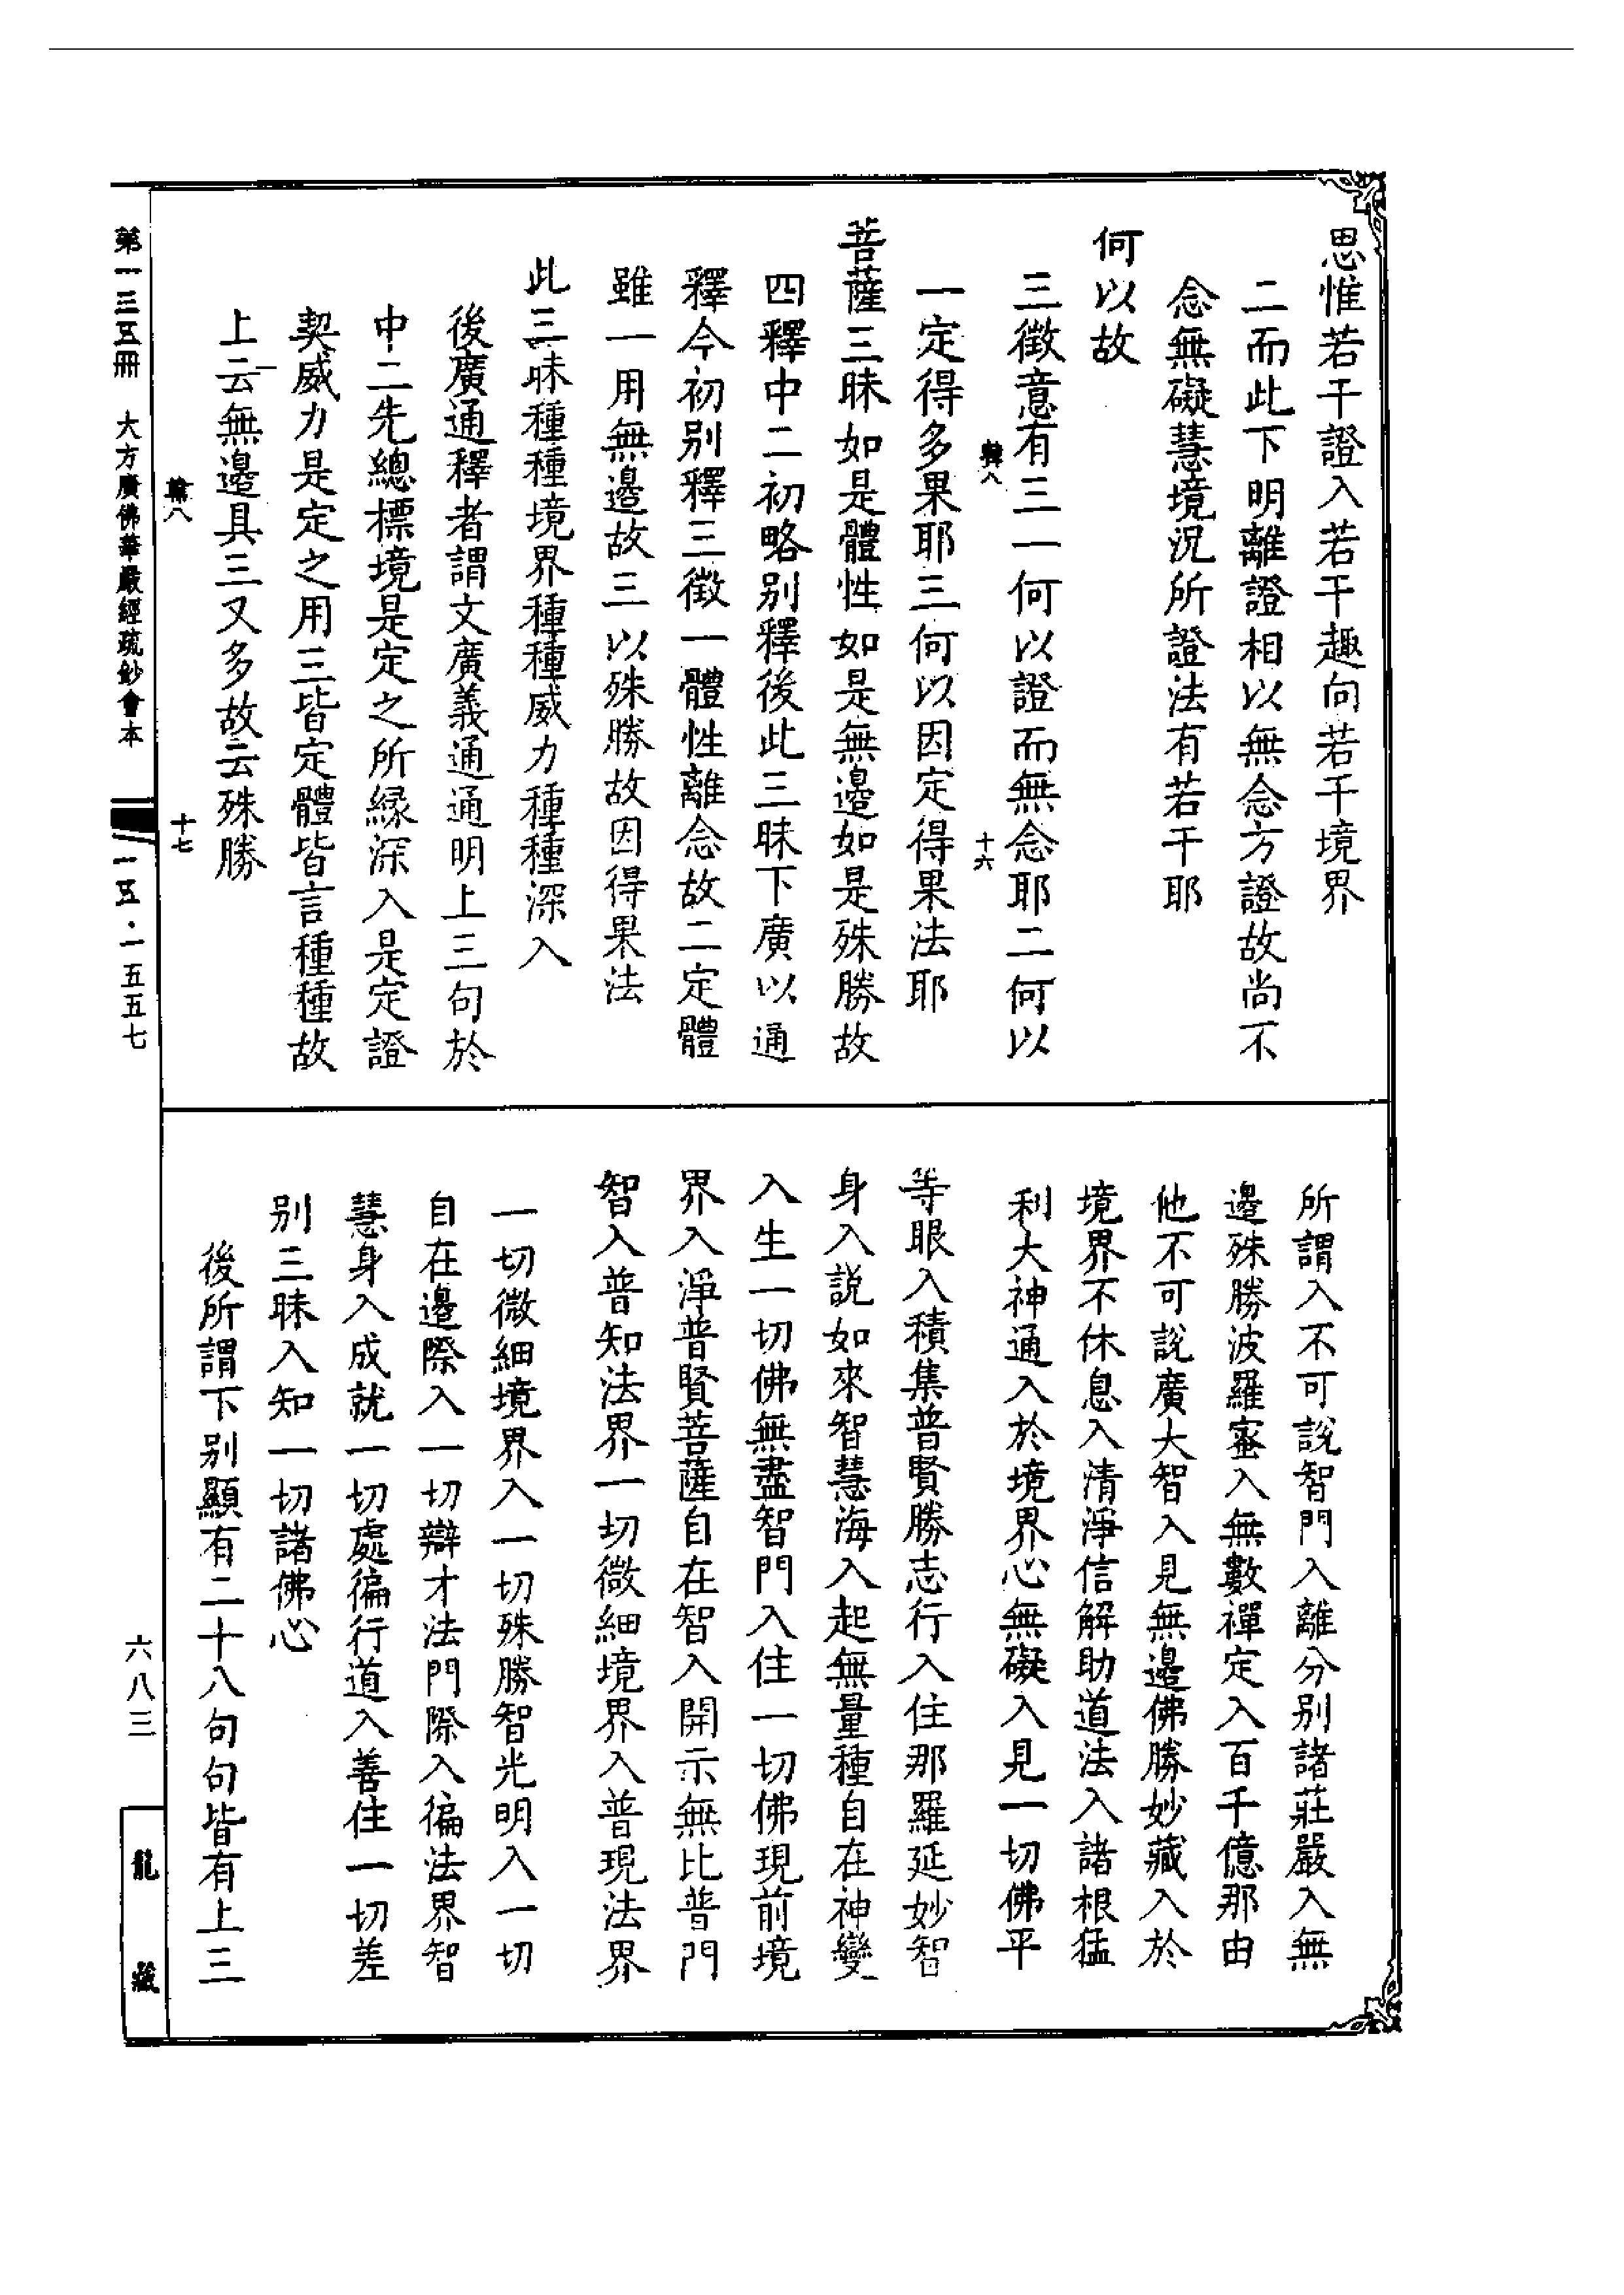 思惟若干證入若干趣向若干境界
二而此下明離證相以無念方證故尚不
念無礙慧境況所證法有若干耶
何以故
三徵意有三一何以證而無念耶二何以
翰八
十六
一定得多果耶三何以因定得果法耶
菩薩三昧如是體性如是無邊如是殊勝故
四釋中二初略别釋後此三昧下廣以通
釋今初别釋三徵一體性離念故二定體
雖一用無邊故三以殊勝故因得果法
此三昧種種境界種種威力種種深入
後廣通釋者謂文廣義通通明上三句於
中二先總標境是定之所緣深入是定證
契威力是定之用三皆定體皆言種種故
上云無邊具三又多故云殊勝
翰八
十七
所謂入不可說智門入離分别諸莊嚴入無
邊殊勝波羅蜜入無數禪定入百千億那由
他不可說廣大智入見無邊佛勝妙藏入於
境界不休息入清淨信解助道法入諸根猛
利大神通入於境界心無礙入見一切佛平
等眼入積集普賢勝志行入住那羅延妙智
身入説如來智慧海入起無量種自在神變
入生一切佛無盡智門入住一切佛現前境
界入淨普賢菩薩自在智入開示無比普門
智入普知法界一切微細境界入普現法界
一切微細境界入一切殊勝智光明入一切
自在邊際入一切辯才法門際入徧法界智
慧身入成就一切處徧行道入善住一切差
别三昧入知一切諸佛心
後所謂下别顯有二十八句句皆有上三
第一三五冊 大方廣佛華嚴經疏鈔會本
一五·一五五七
六八三
龍藏